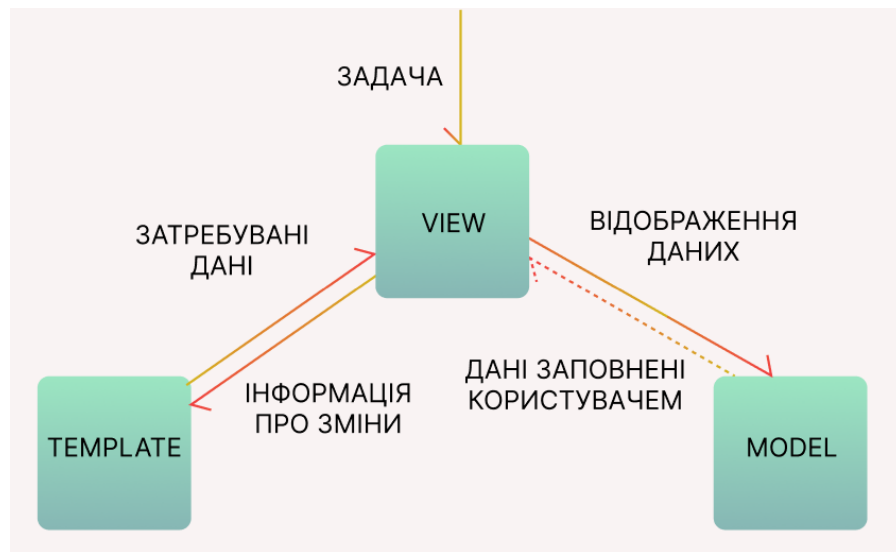 ЗАДАЧА
VIEW
ЗАТРЕБУВАНІ
ДАНІ
ВІДОБРАЖЕННЯ
ДАНИХ
ІНФОРМАЦІЯ
ПРО ЗМІНИ
ДАНІ ЗАПОВНЕНІ
КОРИСТУВАЧЕМ
TEMPLATE
MODEL